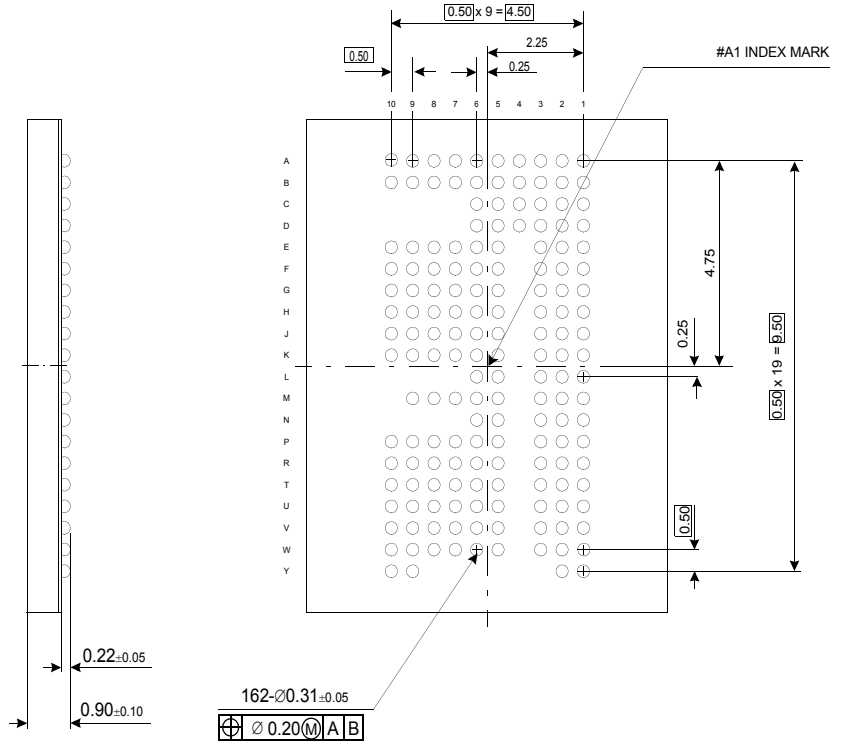 0.50 x 9 = 4.50
2.25
0.50
0.25
#A1 INDEX MARK
10 9 8 7 6 5 4 3 2 1
A
B
C
D
E
F
G
H
J
K
L
M
N
P
R
T
U
V
W
Y
4.75
0.25
0.50 x 19 = 9.50
0.50
0.22±0.05
0.90±0.10
162-∅0.31±0.05
⌖ ∅ 0.20 Ⓜ A B